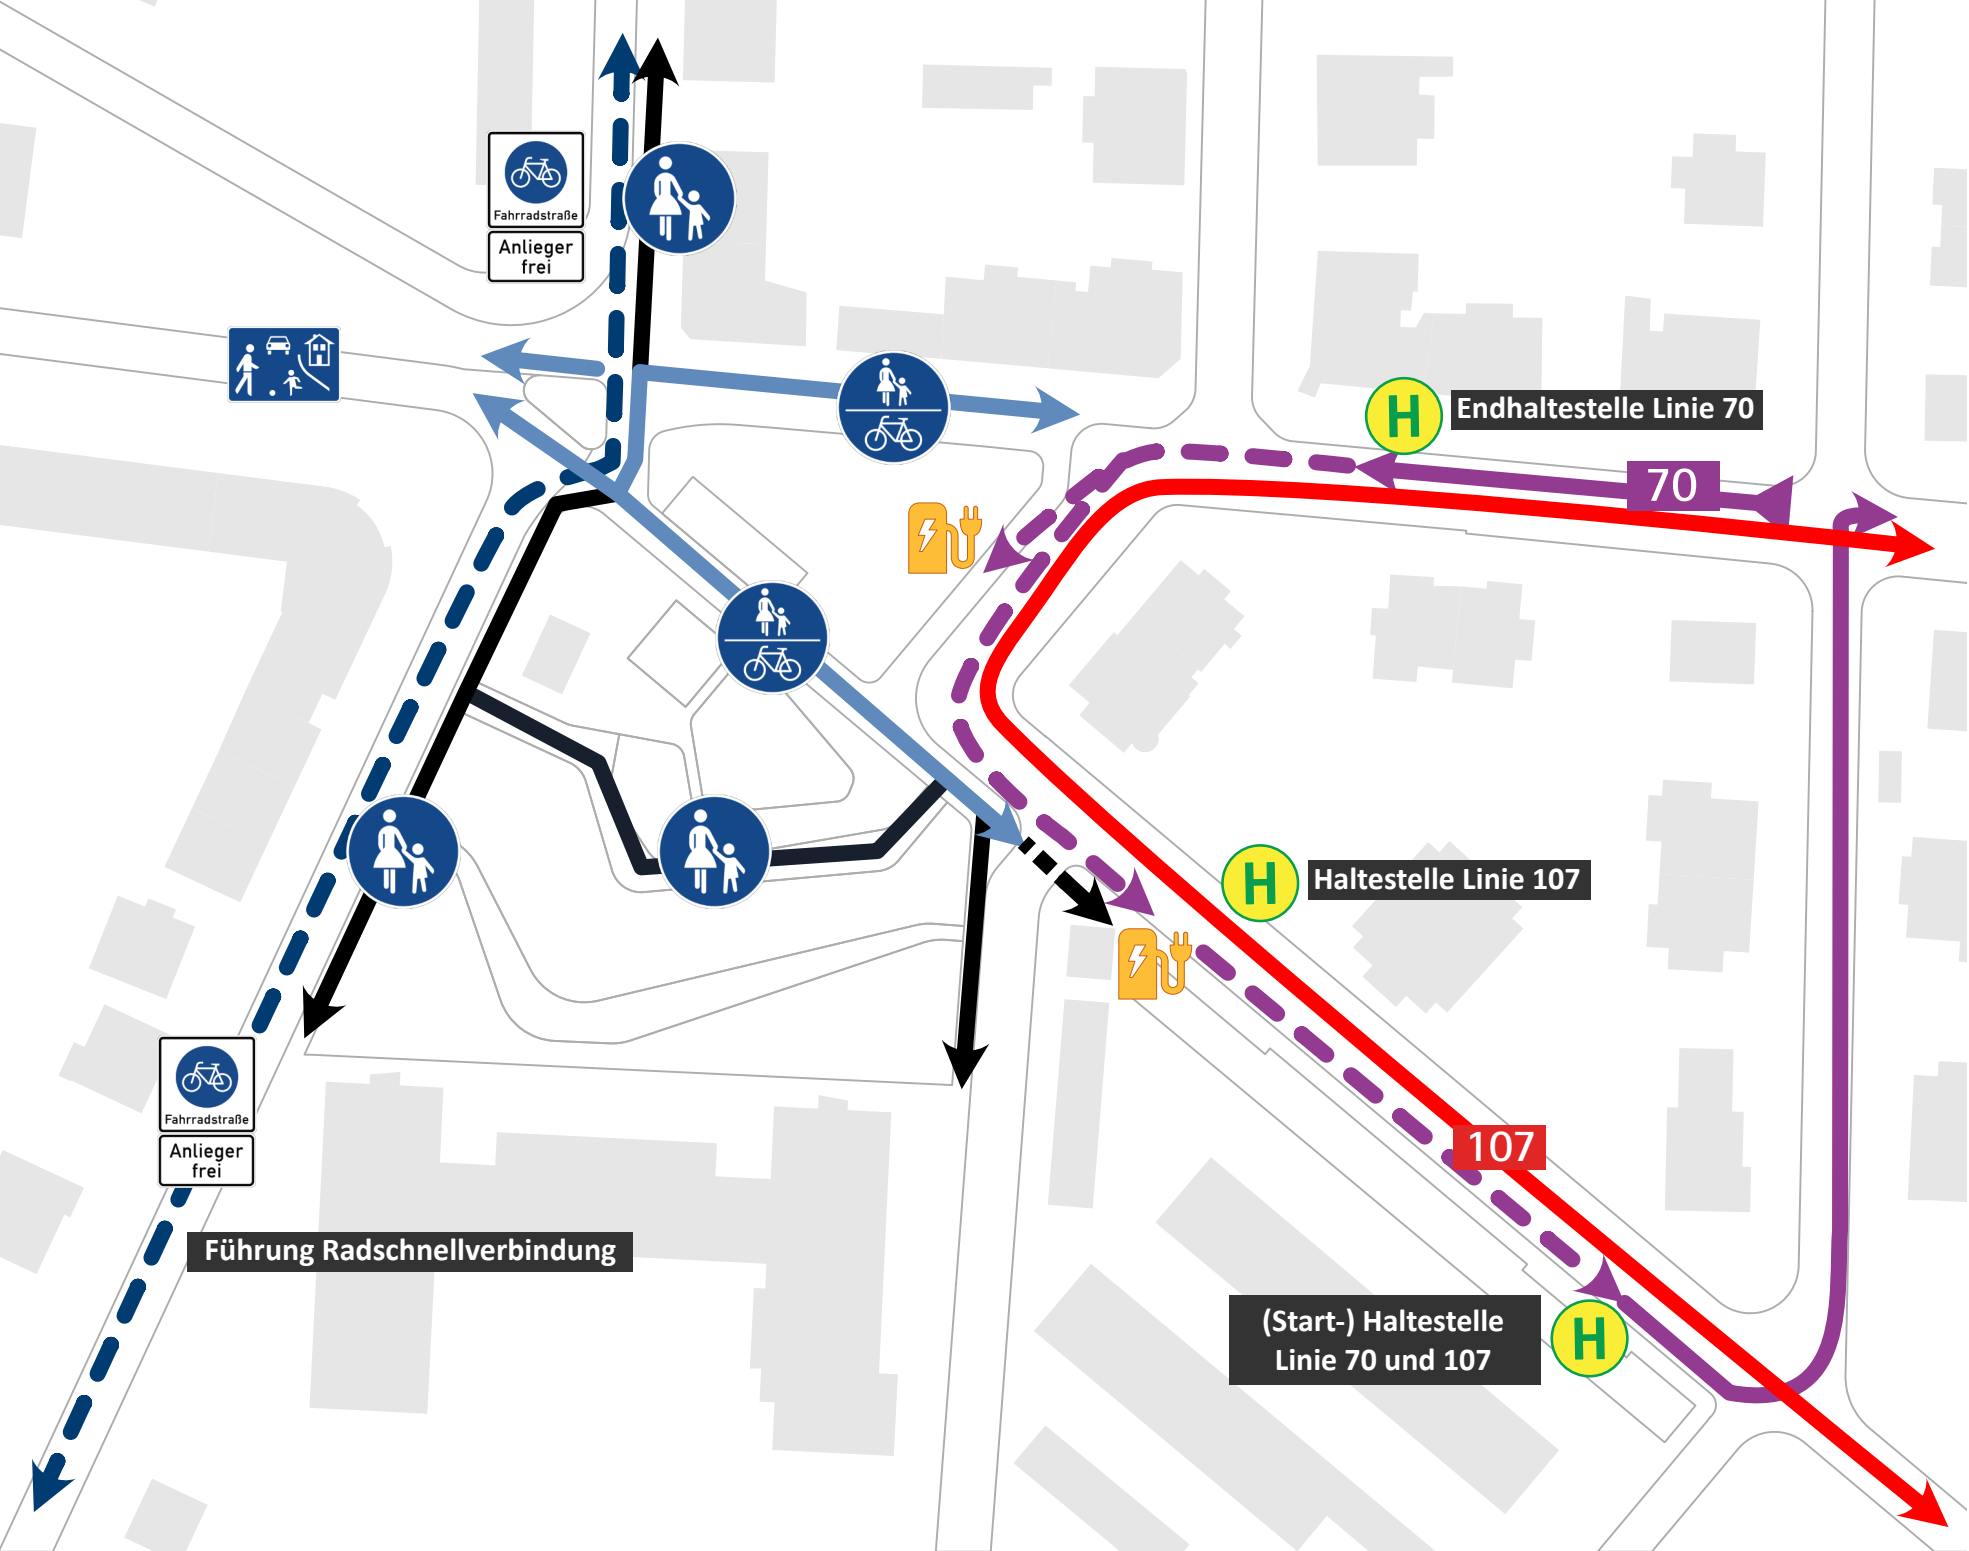 Fahrradstraße
Anlieger
frei
H
Endhaltestelle Linie 70
70
H
Haltestelle Linie 107
Fahrradstraße
Anlieger
frei
107
Führung Radschnellverbindung
(Start-) Haltestelle
Linie 70 und 107
H